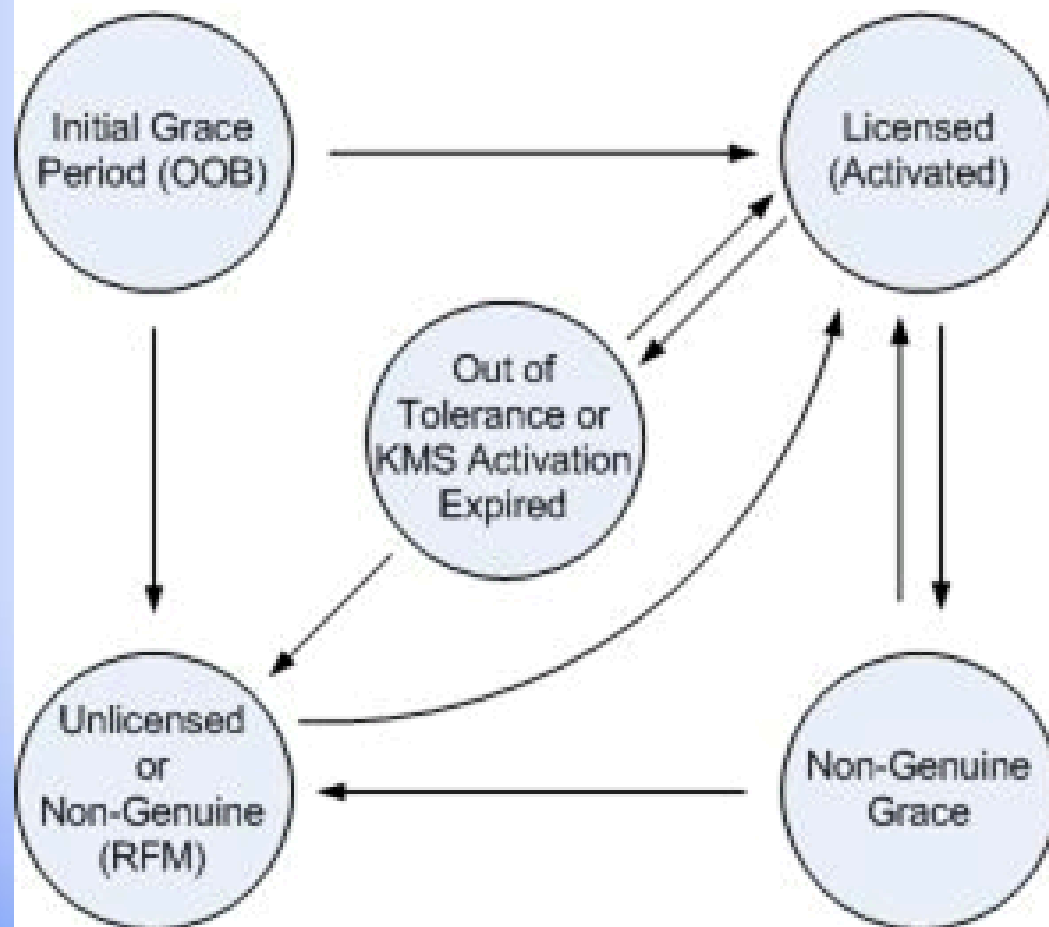 Initial Grace
Period (OOB)
Licensed
(Activated)
Out of
Tolerance or
KMS Activation
Expired
Unlicensed
or
Non-Genuine
(RFM)
Non-Genuine
Grace